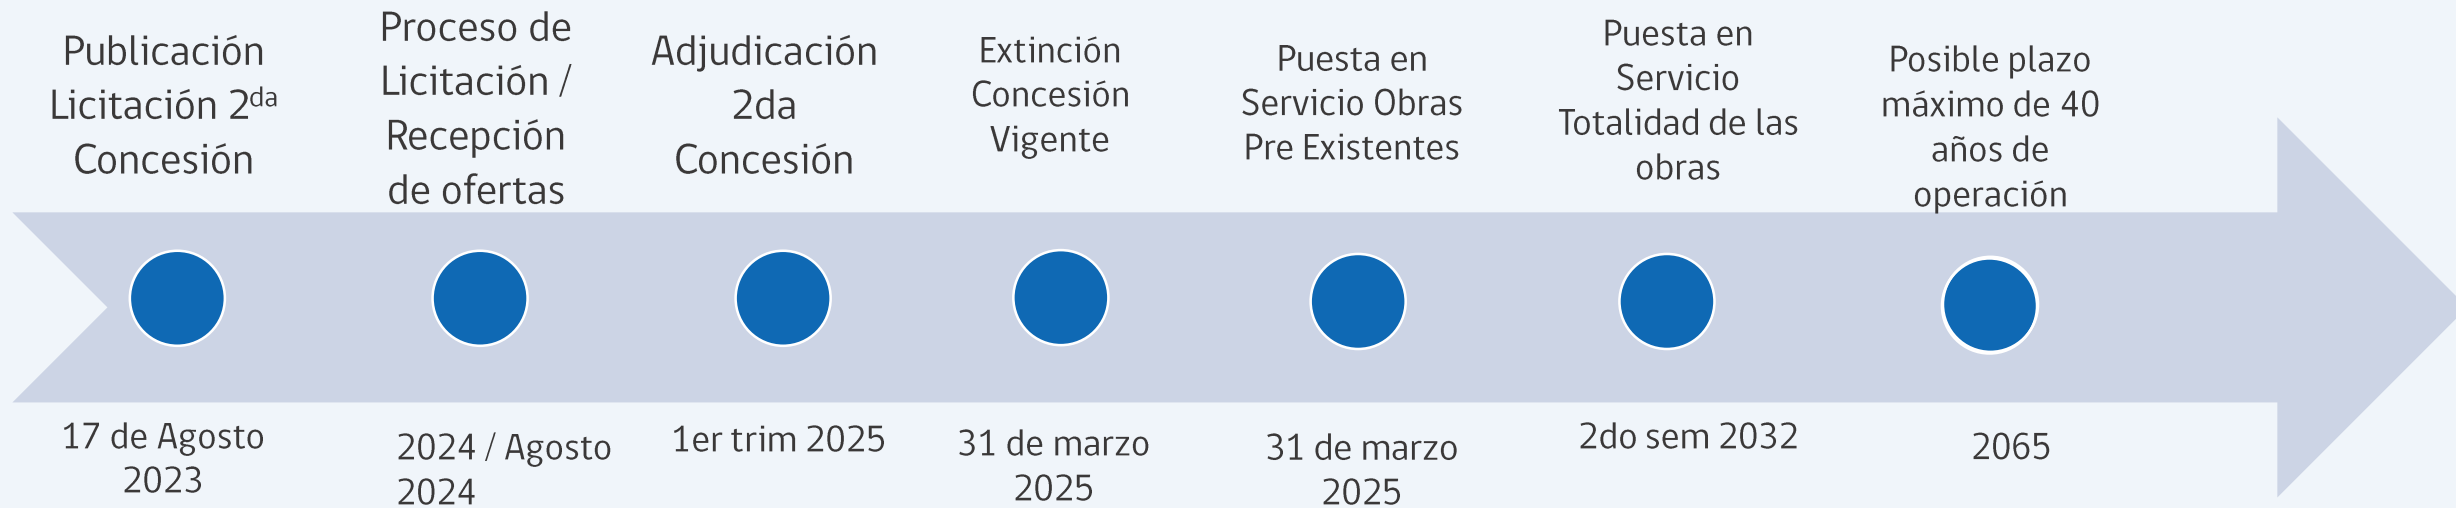 Publicación
Licitación 2da
Concesión
Proceso de
Licitación /
Recepción
de ofertas
Adjudicación
2da
Concesión
Extinción
Concesión
Vigente
Puesta en
Servicio Obras
Pre Existentes
Puesta en
Servicio
Totalidad de las
obras
Posible plazo
máximo de 40
años de
operación
17 de Agosto
2023
2024 / Agosto
2024
1er trim 2025
31 de marzo
2025
31 de marzo
2025
2do sem 2032
2065